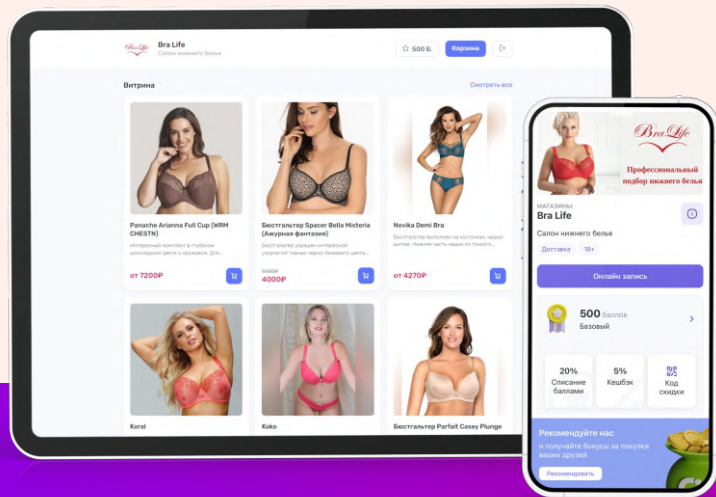 Bra Life
Bra Life
Салон нижнего белья
500 Б.
Корзина
Витрина
Смотреть все
Panache Arianna Full Cup (WRM
CHESTN)
Интересный комплект в глубоком
шоколадном цвете и кружевом. Для...
от 7200₽
Бюстгальтер Spacer Bella Misteria
(Ажурная фантазия)
Бюстгальтер украшен интересной
узорчатой тканью черно-бежевого цвета...
4000₽
Novika Demi Bra
Бюстгальтер выполнен на косточках, чашки
шитые. Нижняя часть чашки из тонкого...
от 4270₽
Koral
Koko
Бюстгальтер Parfait Casey Plunge
Bra Life
Профессиональный
подбор нижнего белья
МАГАЗИНЫ
Bra Life
Салон нижнего белья
Доставка
18+
Онлайн запись
500 баллов
Базовый
20%
Списание
баллами
5%
Кешбэк
Код
скидки
Рекомендуйте нас
и получайте бонусы за покупки
ваших друзей
Рекомендовать